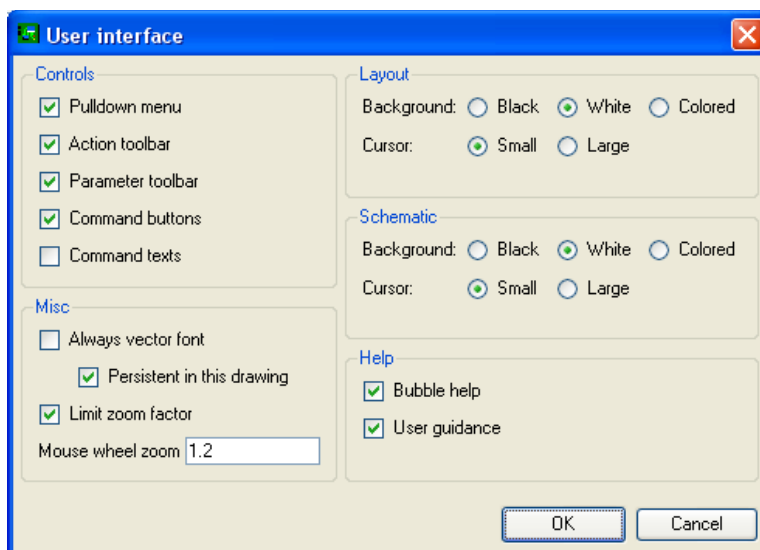 User interface
Controls
Pulldown menu
Action toolbar
Parameter toolbar
Command buttons
Command texts
Misc
Always vector font
Persistent in this drawing
Limit zoom factor
Mouse wheel zoom 1.2
Layout
Background: Black White Colored
Cursor: Small Large
Schematic
Background: Black White Colored
Cursor: Small Large
Help
Bubble help
User guidance
OK Cancel